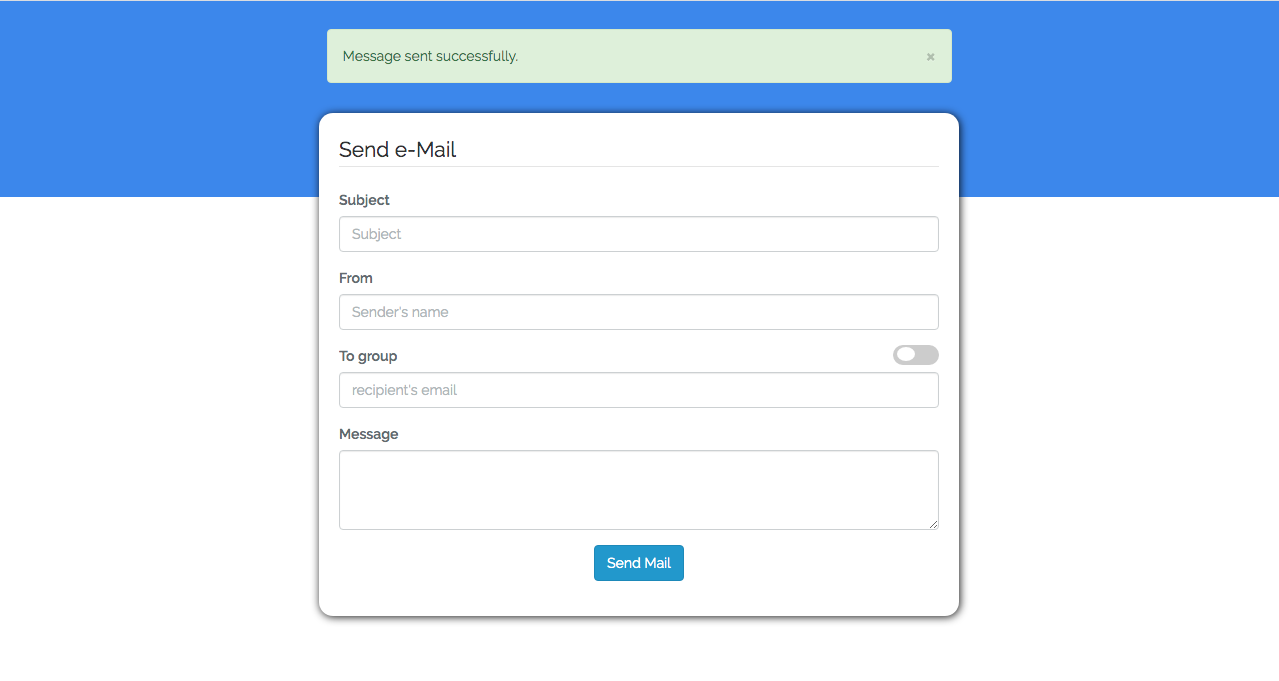 Message sent successfully.
×
Send e-Mail
Subject
Subject
From
Sender's name
To group
recipient's email
Message
Send Mail